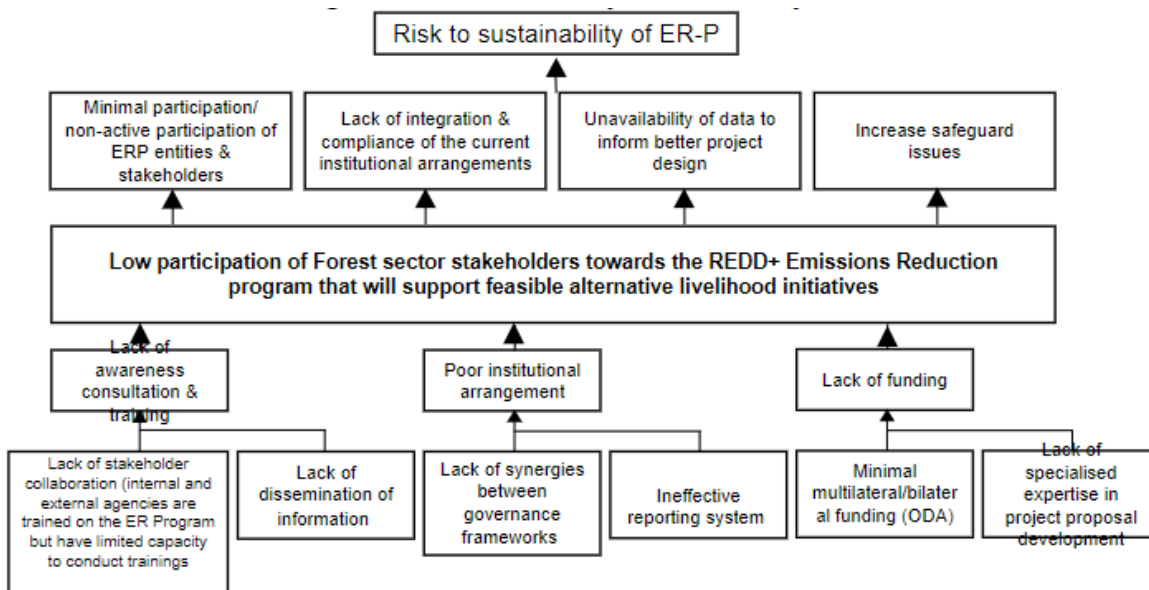 Risk to sustainability of ER-P
Minimal participation/
non-active participation of
ERP entities &
stakeholders
Lack of integration &
compliance of the current
institutional arrangements
Unavailability of data to
inform better project
design
Increase safeguard
issues
Low participation of Forest sector stakeholders towards the REDD+ Emissions Reduction
program that will support feasible alternative livelihood initiatives
Lack of
awareness
consultation &
training
Poor institutional
arrangement
Lack of funding
Lack of stakeholder
collaboration (internal and
external agencies are
trained on the ER Program
but have limited capacity
to conduct trainings
Lack of
dissemination of
information
Lack of synergies
between
governance
frameworks
Ineffective
reporting system
Minimal
multilateral/bilater
al funding (ODA)
Lack of
specialised
expertise in
project proposal
development